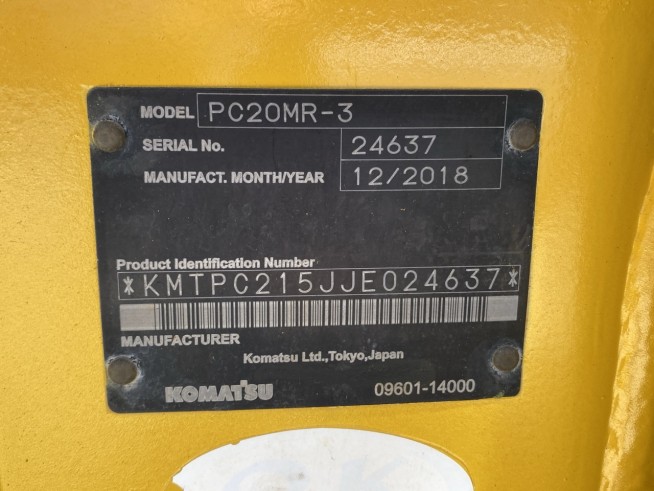 MODEL PC20MR-3
SERIAL No. 24637
MANUFACT. MONTH/YEAR 12/2018
Product Identification Number
*KMTPC215JJE024637*
MANUFACTURER
Komatsu Ltd.,Tokyo,Japan
KOMATSU 09601-14000